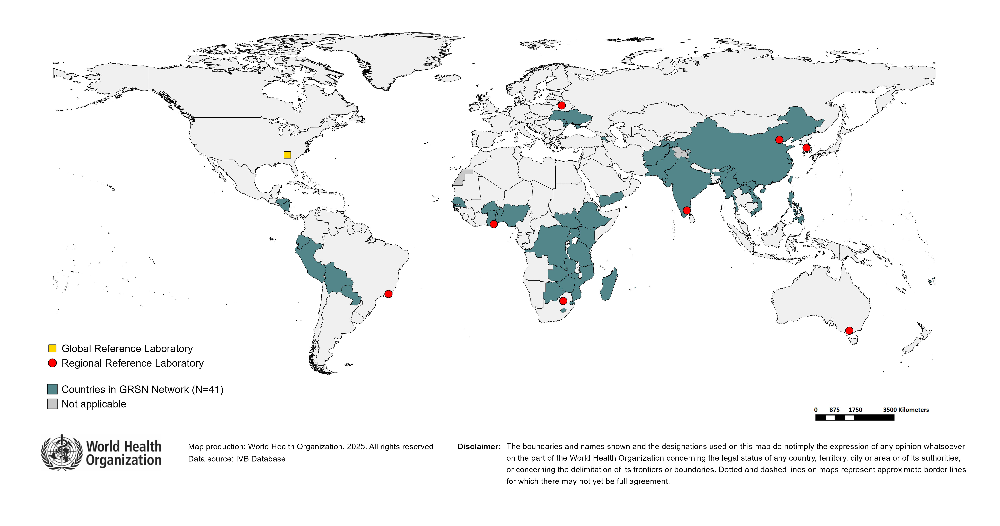 Global Reference Laboratory
Regional Reference Laboratory
Countries in GRSN Network (N=41)
Not applicable
0 875 1750 3500 Kilometers
World Health
Organization
Map production: World Health Organization, 2025. All rights reserved
Data source: IVB Database
Disclaimer: The boundaries and names shown and the designations used on this map do notimply the expression of any opinion whatsoever
on the part of the World Health Organization concerning the legal status of any country, territory, city or area or of its authorities,
or concerning the delimitation of its frontiers or boundaries. Dotted and dashed lines on maps represent approximate border lines
for which there may not yet be full agreement.